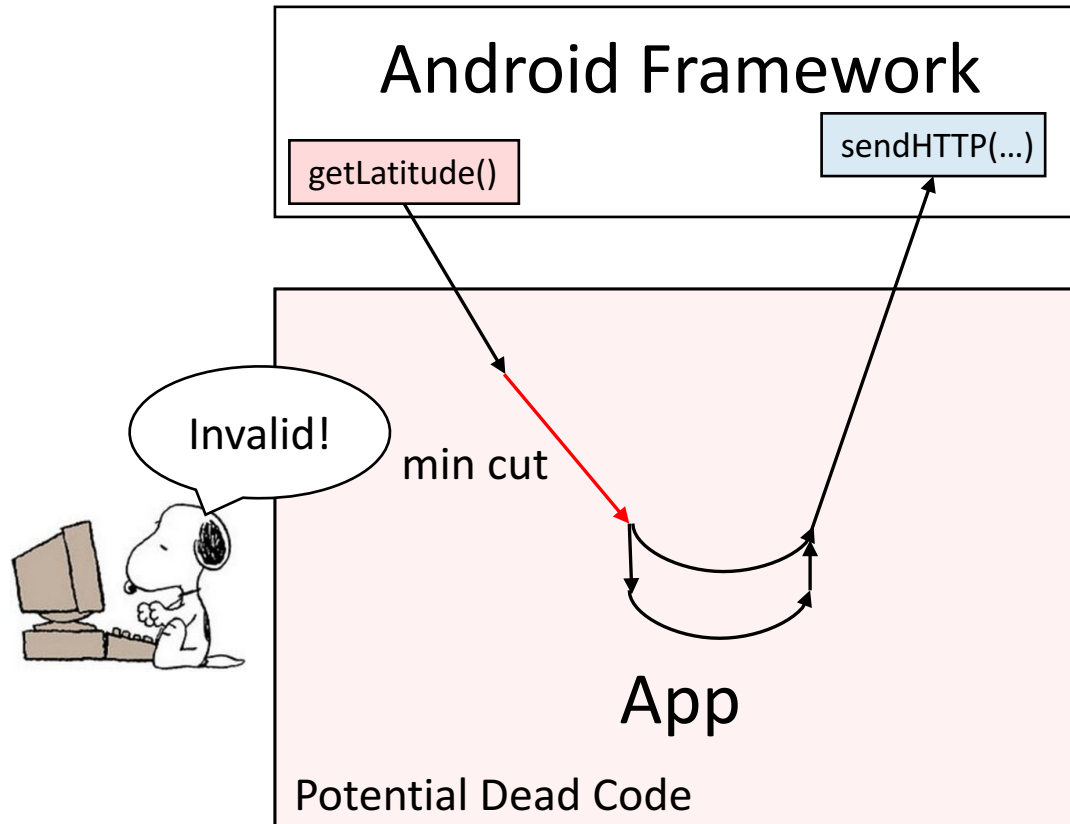 Android Framework
getLatitude()
sendHTTP(...)
Invalid!
min cut
App
Potential Dead Code